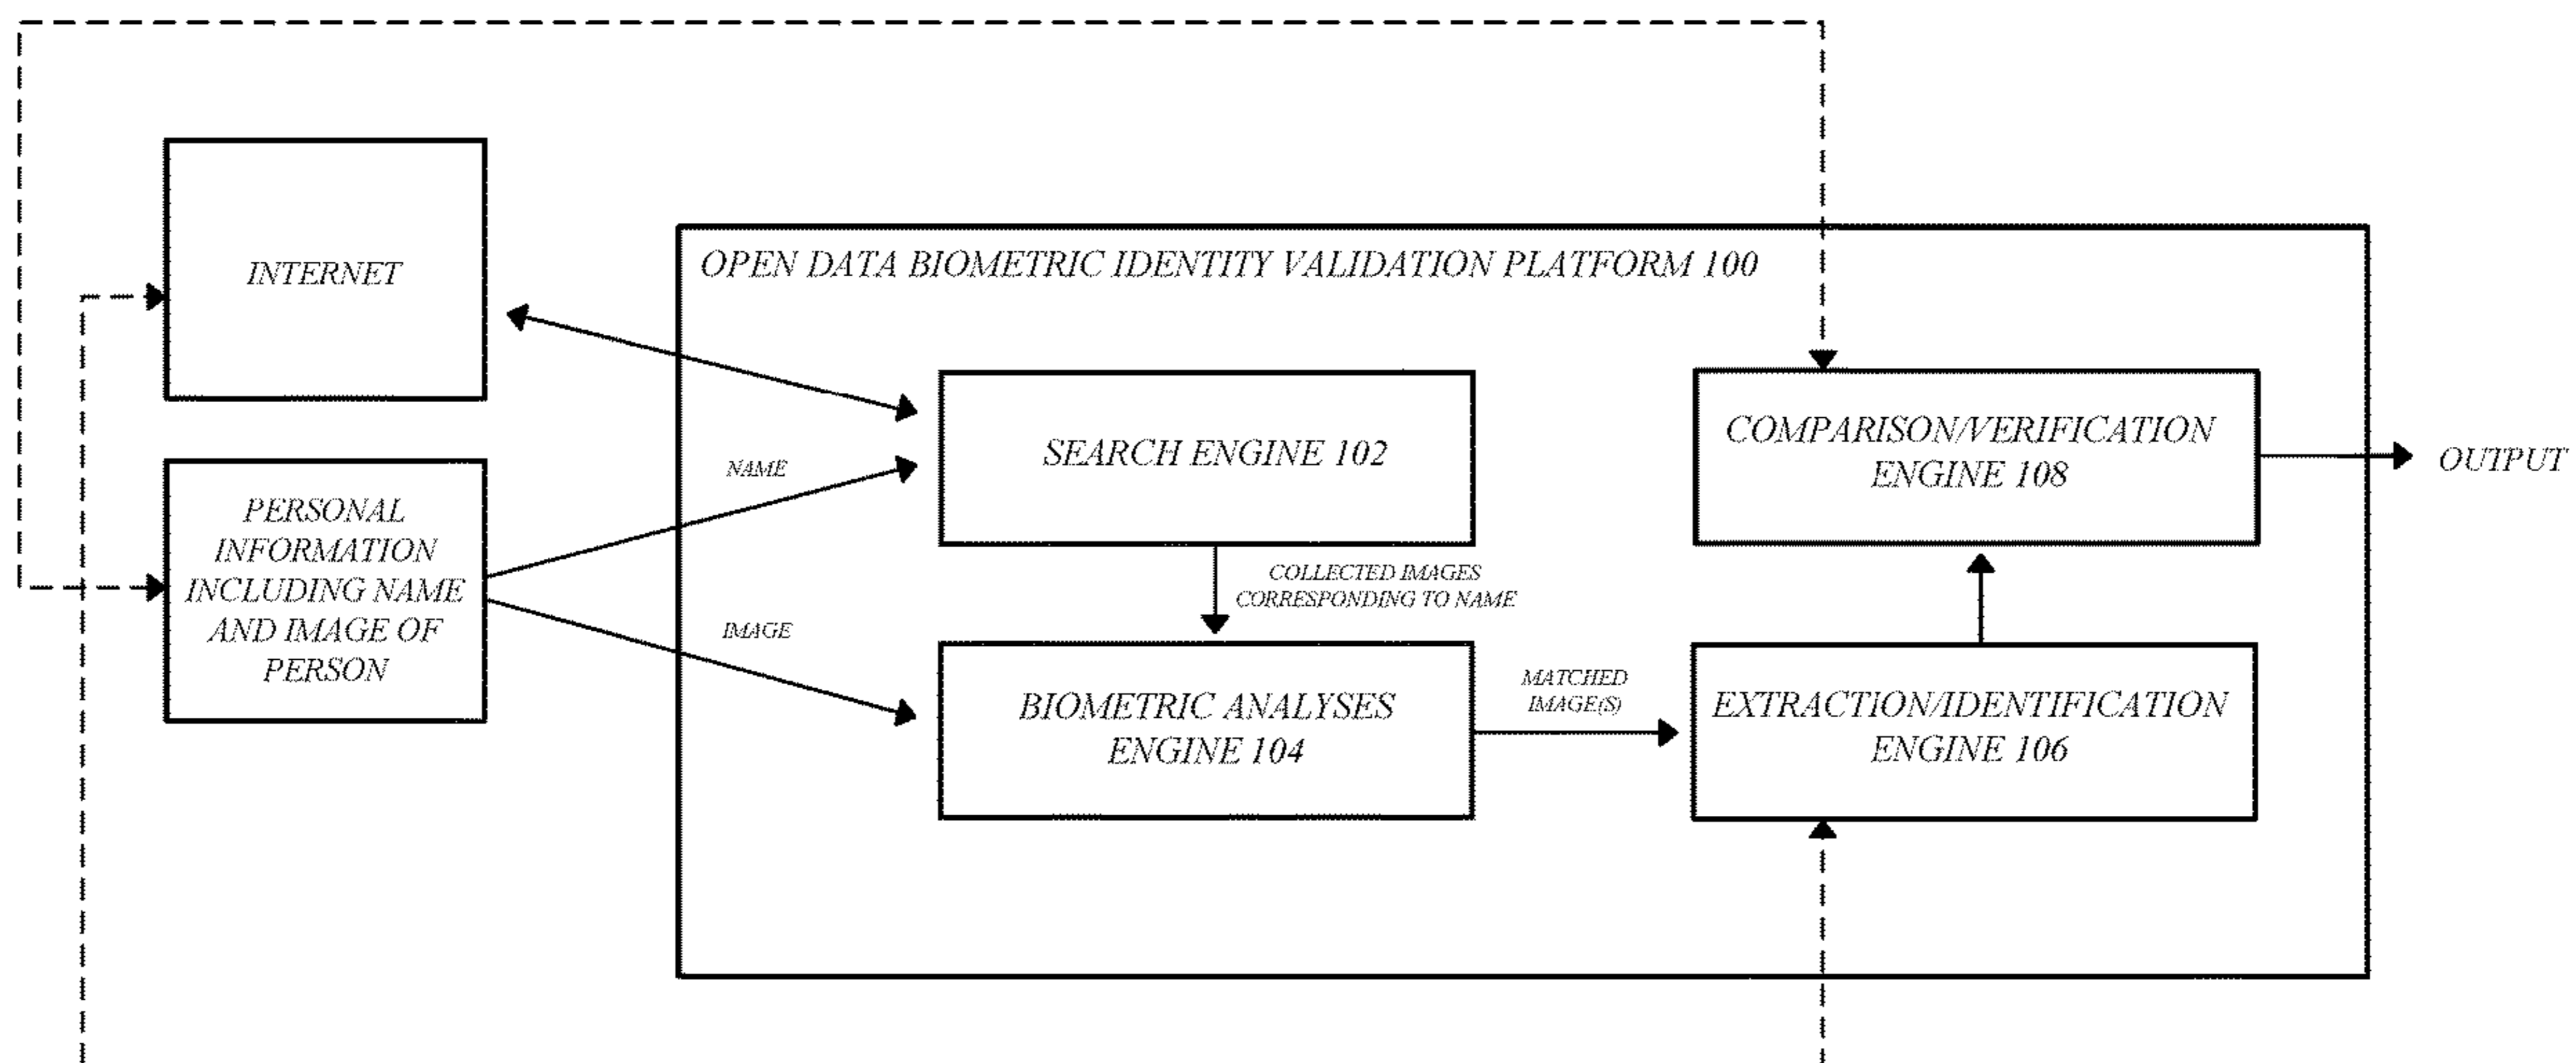 INTERNET
OPEN DATA BIOMETRIC IDENTITY VALIDATION PLATFORM 100
PERSONAL
INFORMATION
INCLUDING NAME
AND IMAGE OF
PERSON
NAME
IMAGE
SEARCH ENGINE 102
COLLECTED IMAGES
CORRESPONDING TO NAME
BIOMETRIC ANALYSES
ENGINE 104
MATCHED
IMAGE(S)
EXTRACTION/IDENTIFICATION
ENGINE 106
COMPARISON/VERIFICATION
ENGINE 108
OUTPUT